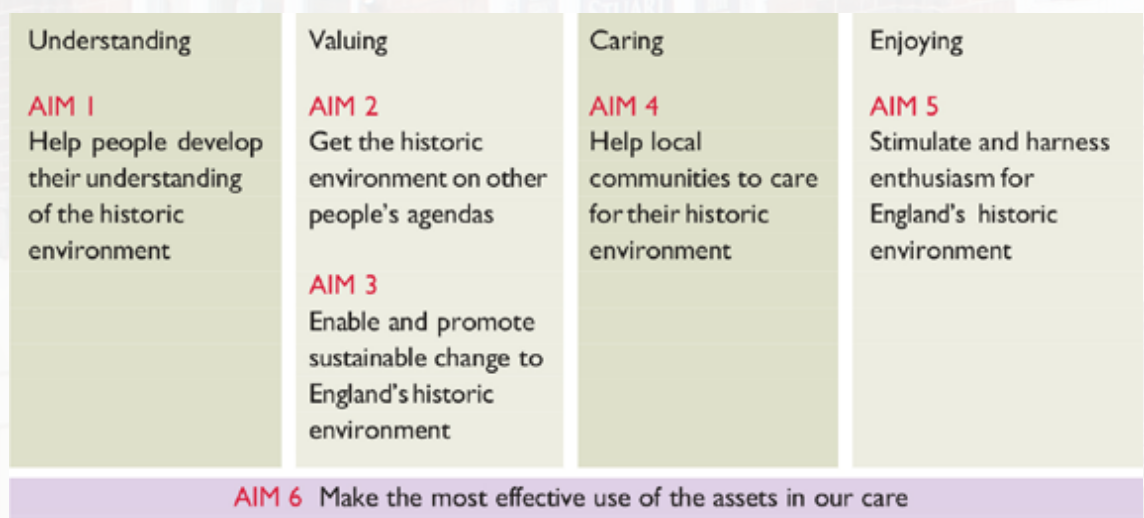 Understanding
AIM 1
Help people develop
their understanding
of the historic
environment
Valuing
AIM 2
Get the historic
environment on other
people's agendas
AIM 3
Enable and promote
sustainable change to
England's historic
environment
Caring
AIM 4
Help local
communities to care
for their historic
environment
Enjoying
AIM 5
Stimulate and harness
enthusiasm for
England's historic
environment
AIM 6 Make the most effective use of the assets in our care